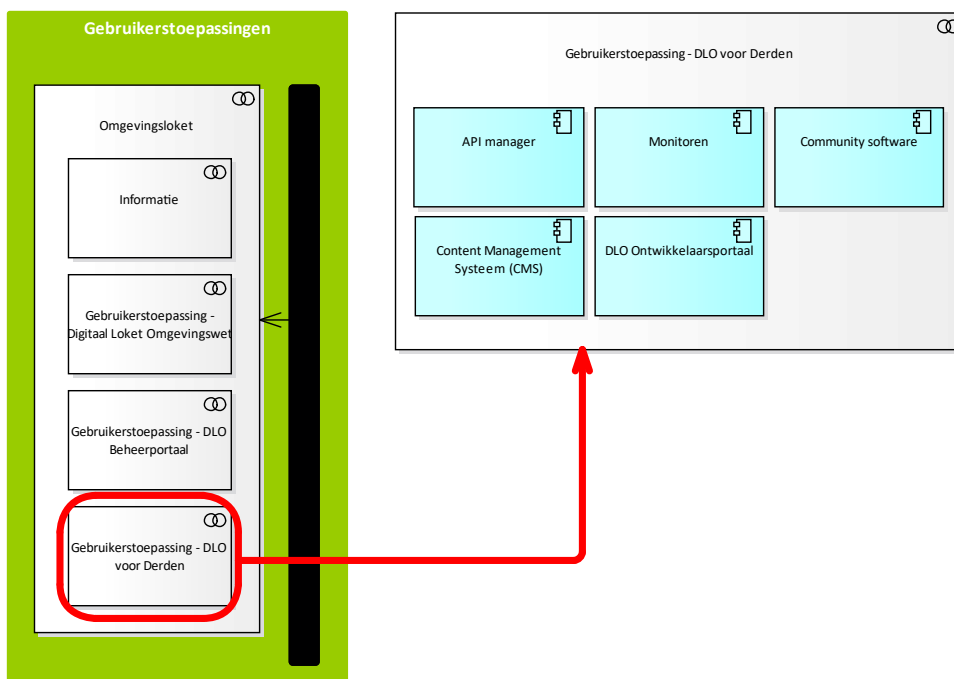 Gebruikerstoepassingen
Omgevingsloket
Informatie
Gebruikerstoepassing -
Digitaal Loket Omgevingswet
Gebruikerstoepassing - DLO
Beheerportaal
Gebruikerstoepassing - DLO
voor Derden
Gebruikerstoepassing - DLO voor Derden
API manager
Monitoren
Community software
Content Management
Systeem (CMS)
DLO Ontwikkelaarsportaal